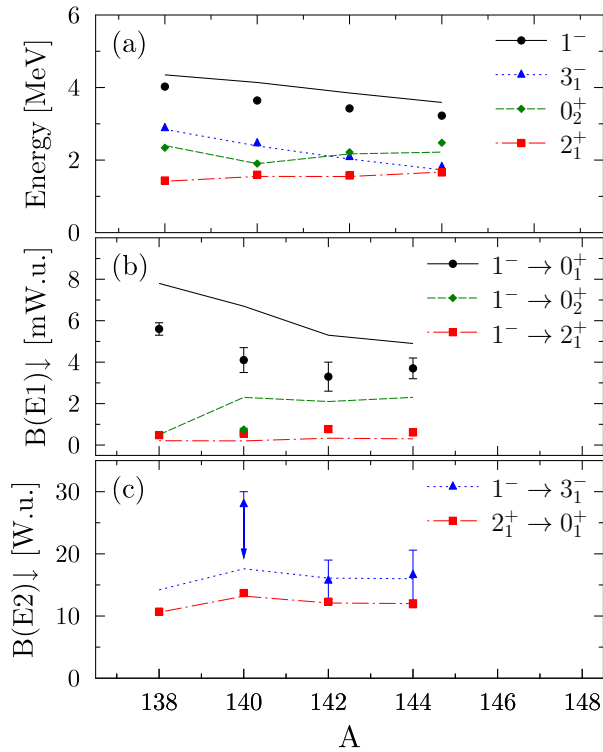 6
(a)
1⁻
3₁⁻
4
0₂⁺
2₁⁺
2
0
Energy [MeV]
(b)
1⁻ → 0₁⁺
8
1⁻ → 0₂⁺
6
1⁻ → 2₁⁺
4
2
0
B(E1)↓ [mW.u.]
(c)
1⁻ → 3₁⁻
30
2₁⁺ → 0₁⁺
20
10
0
B(E2)↓ [W.u.]
138 140 142 144 146 148
A